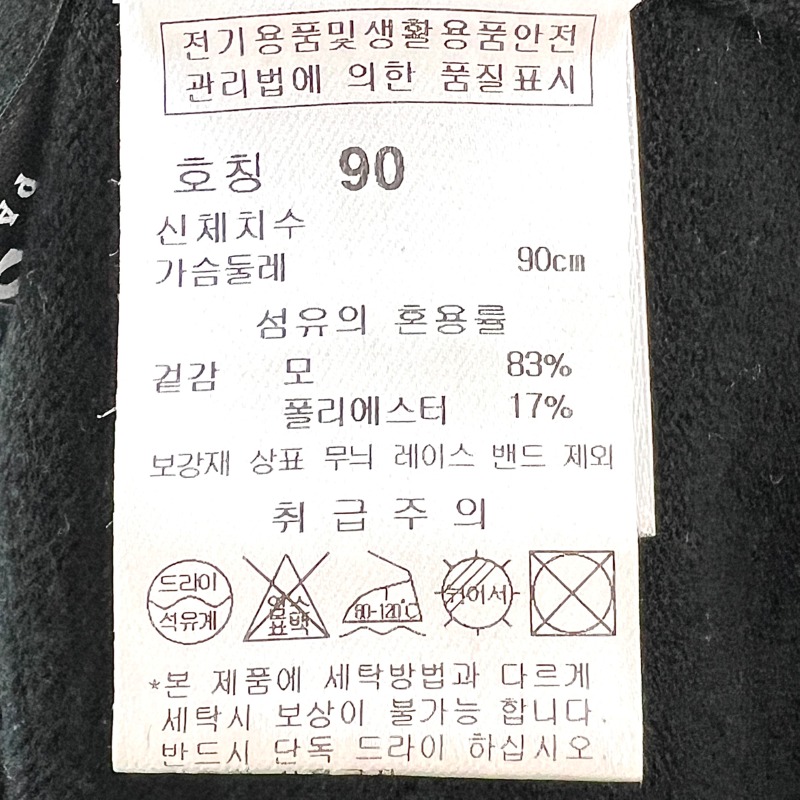 전기용품및생활용품안전
관리법에 의한 품질표시
호칭 90
신체치수
가슴둘레 90cm
섬유의 혼용률
겉감 모 83%
폴리에스터 17%
보강재 상표 무늬 레이스 밴드 제외
취급주의
드라이
석유계
염소
표백
80-120℃
뉘어서
*본 제품에 세탁방법과 다르게
세탁시 보상이 불가능 합니다.
반드시 단독 드라이 하십시오.